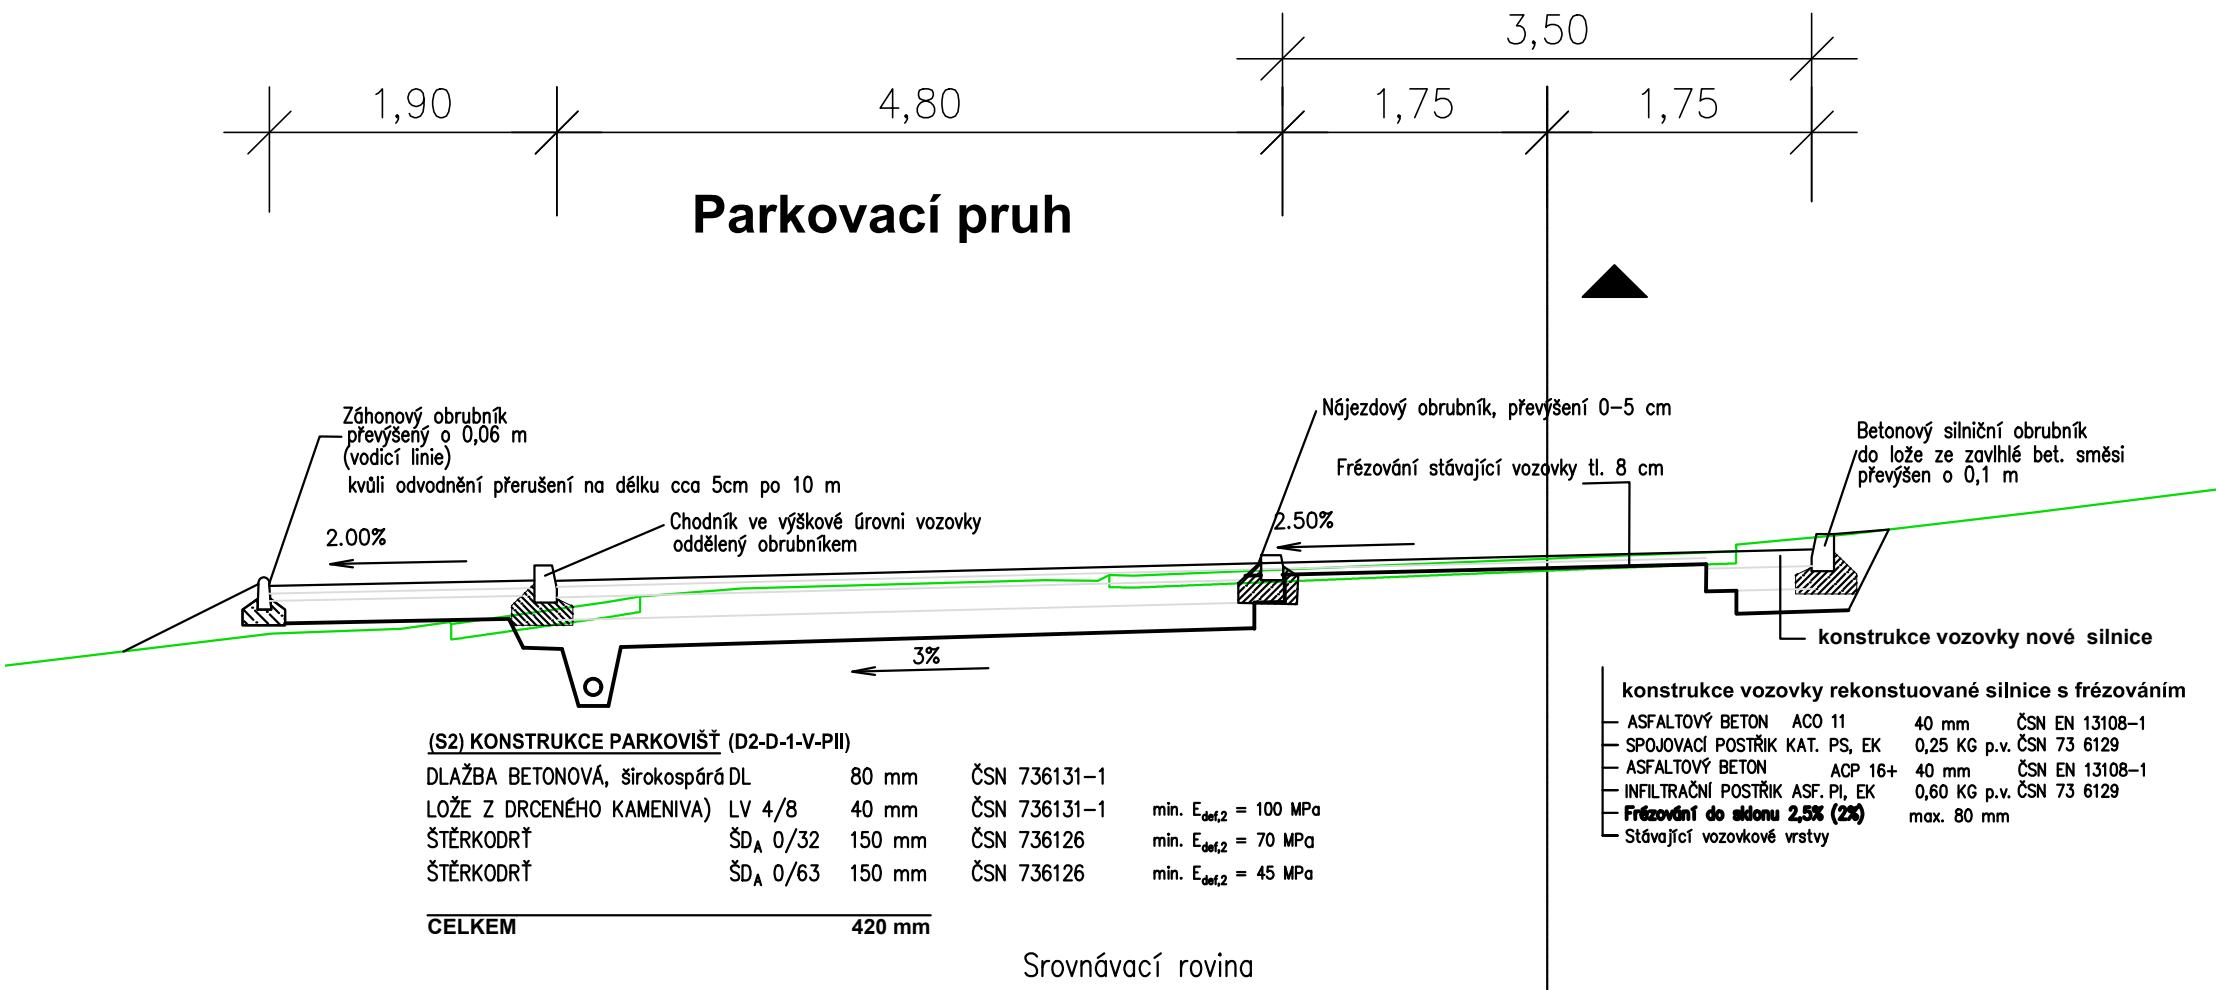 3,50
1,90
4,80
1,75
1,75
Parkovací pruh
Záhonový obrubník
převýšený o 0,06 m
(vodicí linie)
kvůli odvodnění přerušení na délku cca 5cm po 10 m
Nájezdový obrubník, převýšení 0-5 cm
Frézování stávající vozovky tl. 8 cm
Betonový silniční obrubník
do lože ze zavlhlé bet. směsi
převýšen o 0,1 m
2.00%
Chodník ve výškové úrovni vozovky
oddělený obrubníkem
2.50%
3%
konstrukce vozovky nové silnice
konstrukce vozovky rekonstuované silnice s frézováním
ASFALTOVÝ BETON ACO 11 40 mm ČSN EN 13108-1
SPOJOVACÍ POSTŘIK KAT. PS, EK 0,25 KG p.v. ČSN 73 6129
ASFALTOVÝ BETON ACP 16+ 40 mm ČSN EN 13108-1
INFILTRAČNÍ POSTŘIK ASF. PI, EK 0,60 KG p.v. ČSN 73 6129
Frézování do sklonu 2,5% (2%) max. 80 mm
Stávající vozovkové vrstvy
(S2) KONSTRUKCE PARKOVIŠŤ (D2-D-1-V-PII)
DLAŽBA BETONOVÁ, širokospárá DL 80 mm ČSN 736131-1
LOŽE Z DRCENÉHO KAMENIVA) LV 4/8 40 mm ČSN 736131-1 min. Edef,2 = 100 MPa
ŠTĚRKODRŤ ŠDA 0/32 150 mm ČSN 736126 min. Edef,2 = 70 MPa
ŠTĚRKODRŤ ŠDA 0/63 150 mm ČSN 736126 min. Edef,2 = 45 MPa
CELKEM 420 mm
Srovnávací rovina